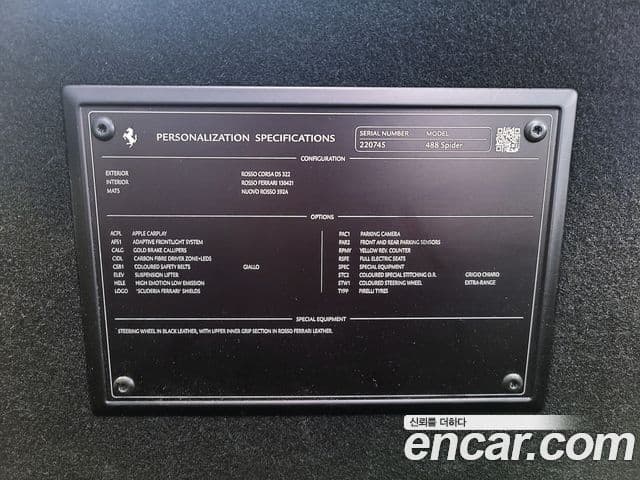 PERSONALIZATION SPECIFICATIONS
SERIAL NUMBER MODEL
220745 488 Spider
CONFIGURATION
EXTERIOR ROSSO CORSA DS 322
INTERIOR ROSSO FERRARI 130421
MATS NUOVO ROSSO 392A
OPTIONS
ACPL APPLE CARPLAY
AFS1 ADAPTIVE FRONTLIGHT SYSTEM
CALG GOLD BRAKE CALLIPERS
CIDL CARBON FIBRE DRIVER ZONE+LEDS
CSR1 COLOURED SAFETY BELTS GIALLO
ELEV SUSPENSION LIFTER
HELE HIGH EMOTION LOW EMISSION
LOGO 'SCUDERIA FERRARI' SHIELDS
PAC1 PARKING CAMERA
PAR2 FRONT AND REAR PARKING SENSORS
RPMY YELLOW REV. COUNTER
RSFE FULL ELECTRIC SEATS
SPEC SPECIAL EQUIPMENT
STC2 COLOURED SPECIAL STITCHING O.R. GRIGIO CHIARO
STW1 COLOURED STEERING WHEEL EXTRA-RANGE
TYPP PIRELLI TYRES
SPECIAL EQUIPMENT
STEERING WHEEL IN BLACK LEATHER, WITH UPPER INNER GRIP SECTION IN ROSSO FERRARI LEATHER.
신뢰를 더하다
encar.com